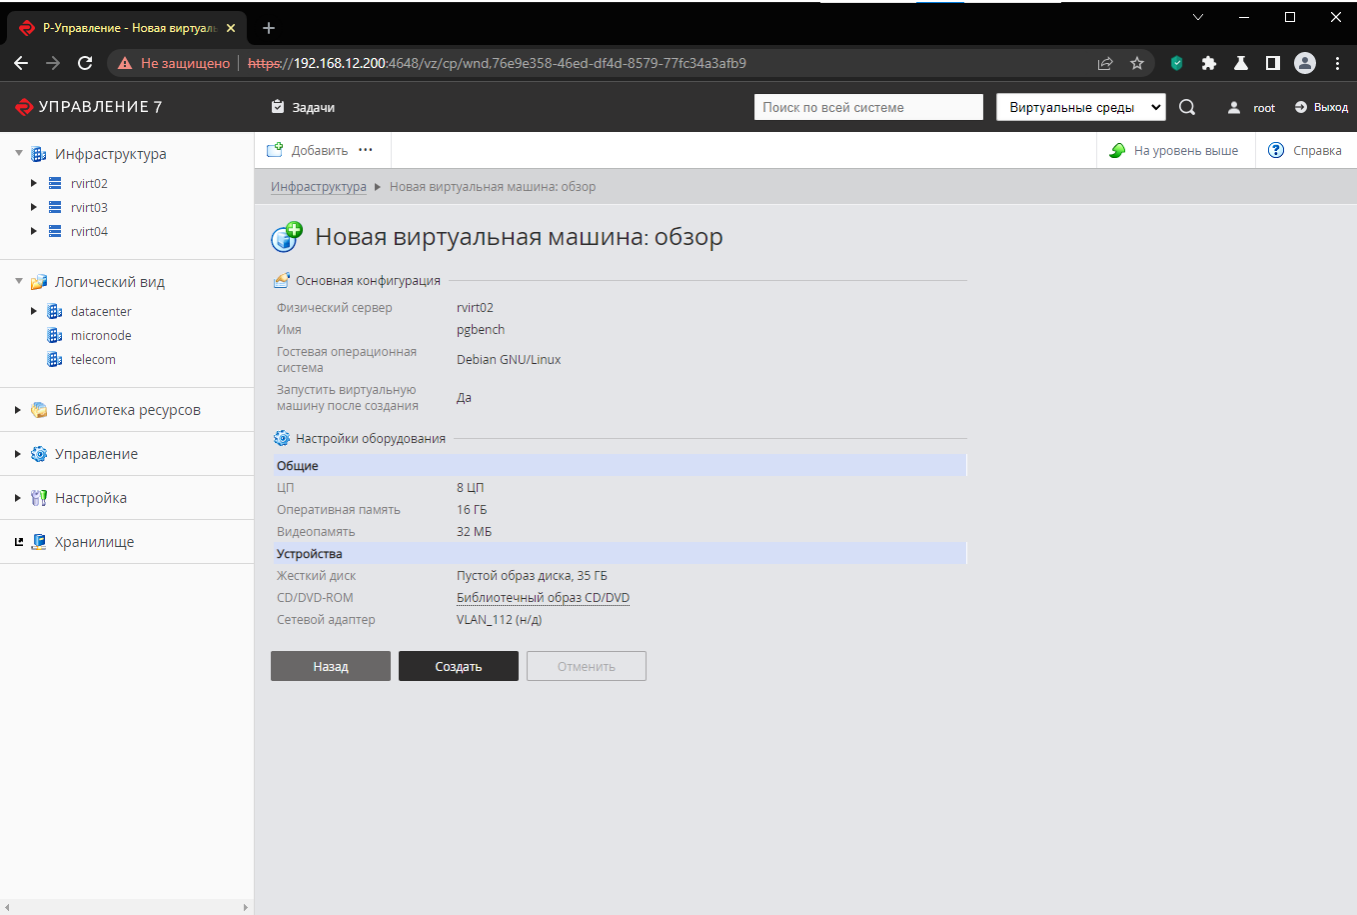 Р-Управление - Новая виртуаль
Не защищено https://192.168.12.200:4648/vz/cp/wnd.76e9e358-46ed-df4d-8579-77fc34a3afb9
УПРАВЛЕНИЕ 7
Задачи
Поиск по всей системе
Виртуальные среды
root
Выход
Инфраструктура
rvirt02
rvirt03
rvirt04
Логический вид
datacenter
micronode
telecom
Библиотека ресурсов
Управление
Настройка
Хранилище
Добавить ···
На уровень выше
Справка
Инфраструктура ▶ Новая виртуальная машина: обзор
Новая виртуальная машина: обзор
Основная конфигурация
Физический сервер rvirt02
Имя pgbench
Гостевая операционная
система Debian GNU/Linux
Запустить виртуальную
машину после создания Да
Настройки оборудования
Общие
ЦП 8 ЦП
Оперативная память 16 ГБ
Видеопамять 32 МБ
Устройства
Жесткий диск Пустой образ диска, 35 ГБ
CD/DVD-ROM Библиотечный образ CD/DVD
Сетевой адаптер VLAN_112 (н/д)
Назад
Создать
Отменить